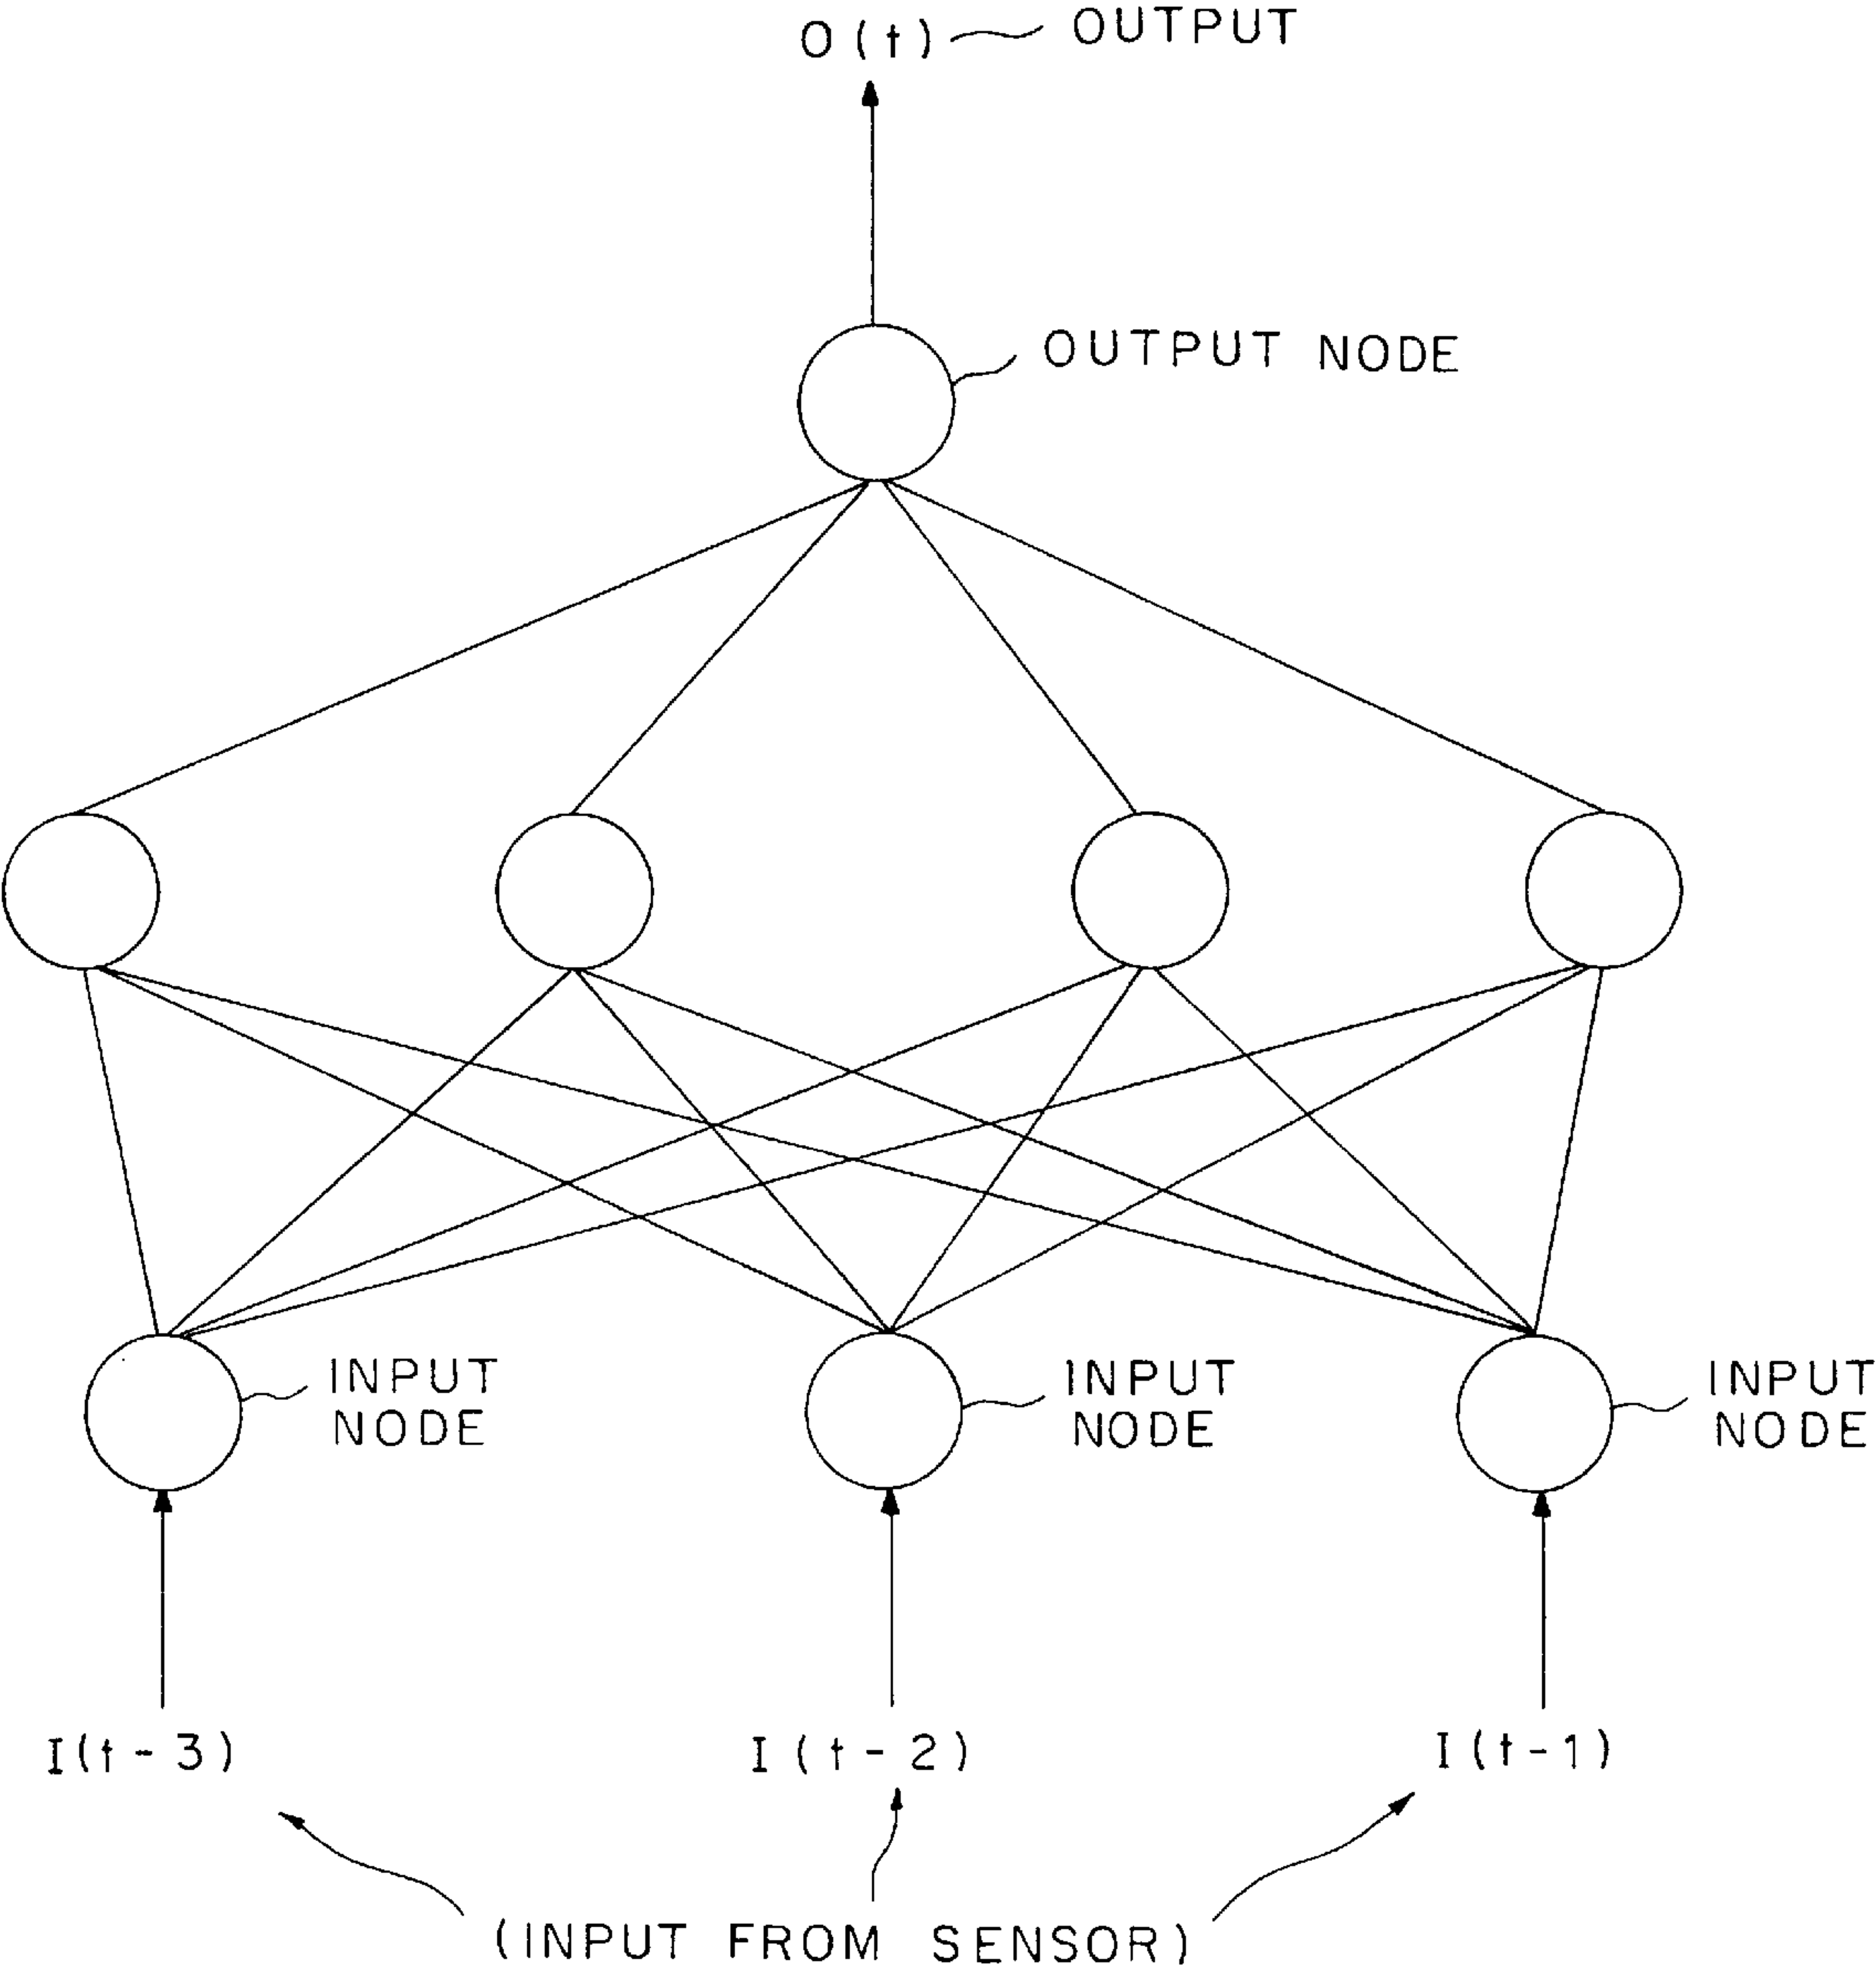 O(t) OUTPUT
OUTPUT NODE
INPUT
NODE
INPUT
NODE
INPUT
NODE
I(t-3)
I(t-2)
I(t-1)
(INPUT FROM SENSOR)